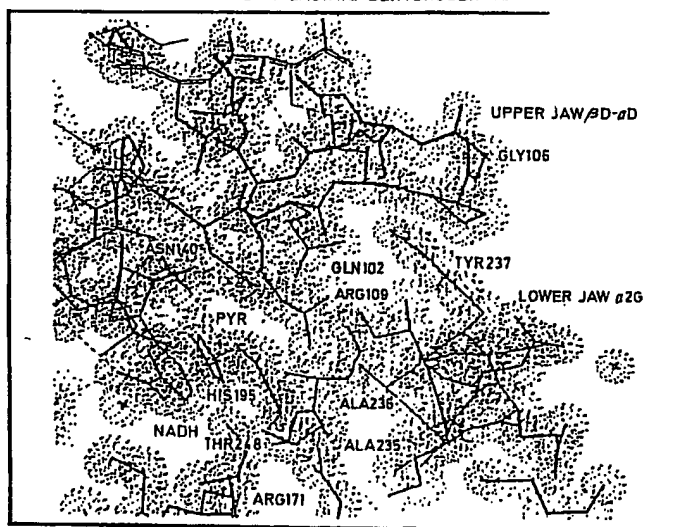 UPPER JAW/βD-αD
GLY106
ASN140
GLN102
TYR237
ARG109
LOWER JAW α2G
PYR
HIS195
ALA236
NADH
THR248
ALA235
ARG171